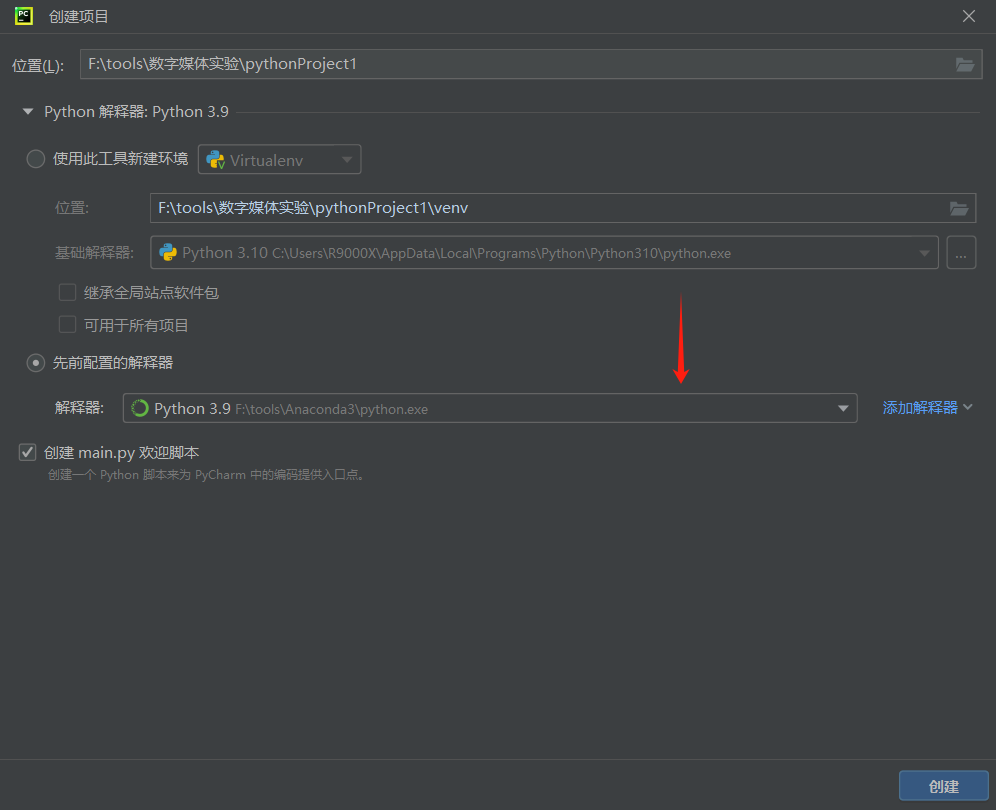 创建项目
位置(L): F:\tools\数字媒体实验\pythonProject1
Python 解释器: Python 3.9
使用此工具新建环境 Virtualenv
位置: F:\tools\数字媒体实验\pythonProject1\venv
基础解释器: Python 3.10 C:\Users\R9000X\AppData\Local\Programs\Python\Python310\python.exe ...
继承全局站点软件包
可用于所有项目
先前配置的解释器
解释器: Python 3.9 F:\tools\Anaconda3\python.exe 添加解释器
创建 main.py 欢迎脚本
创建一个 Python 脚本来为 PyCharm 中的编码提供入口点。
创建